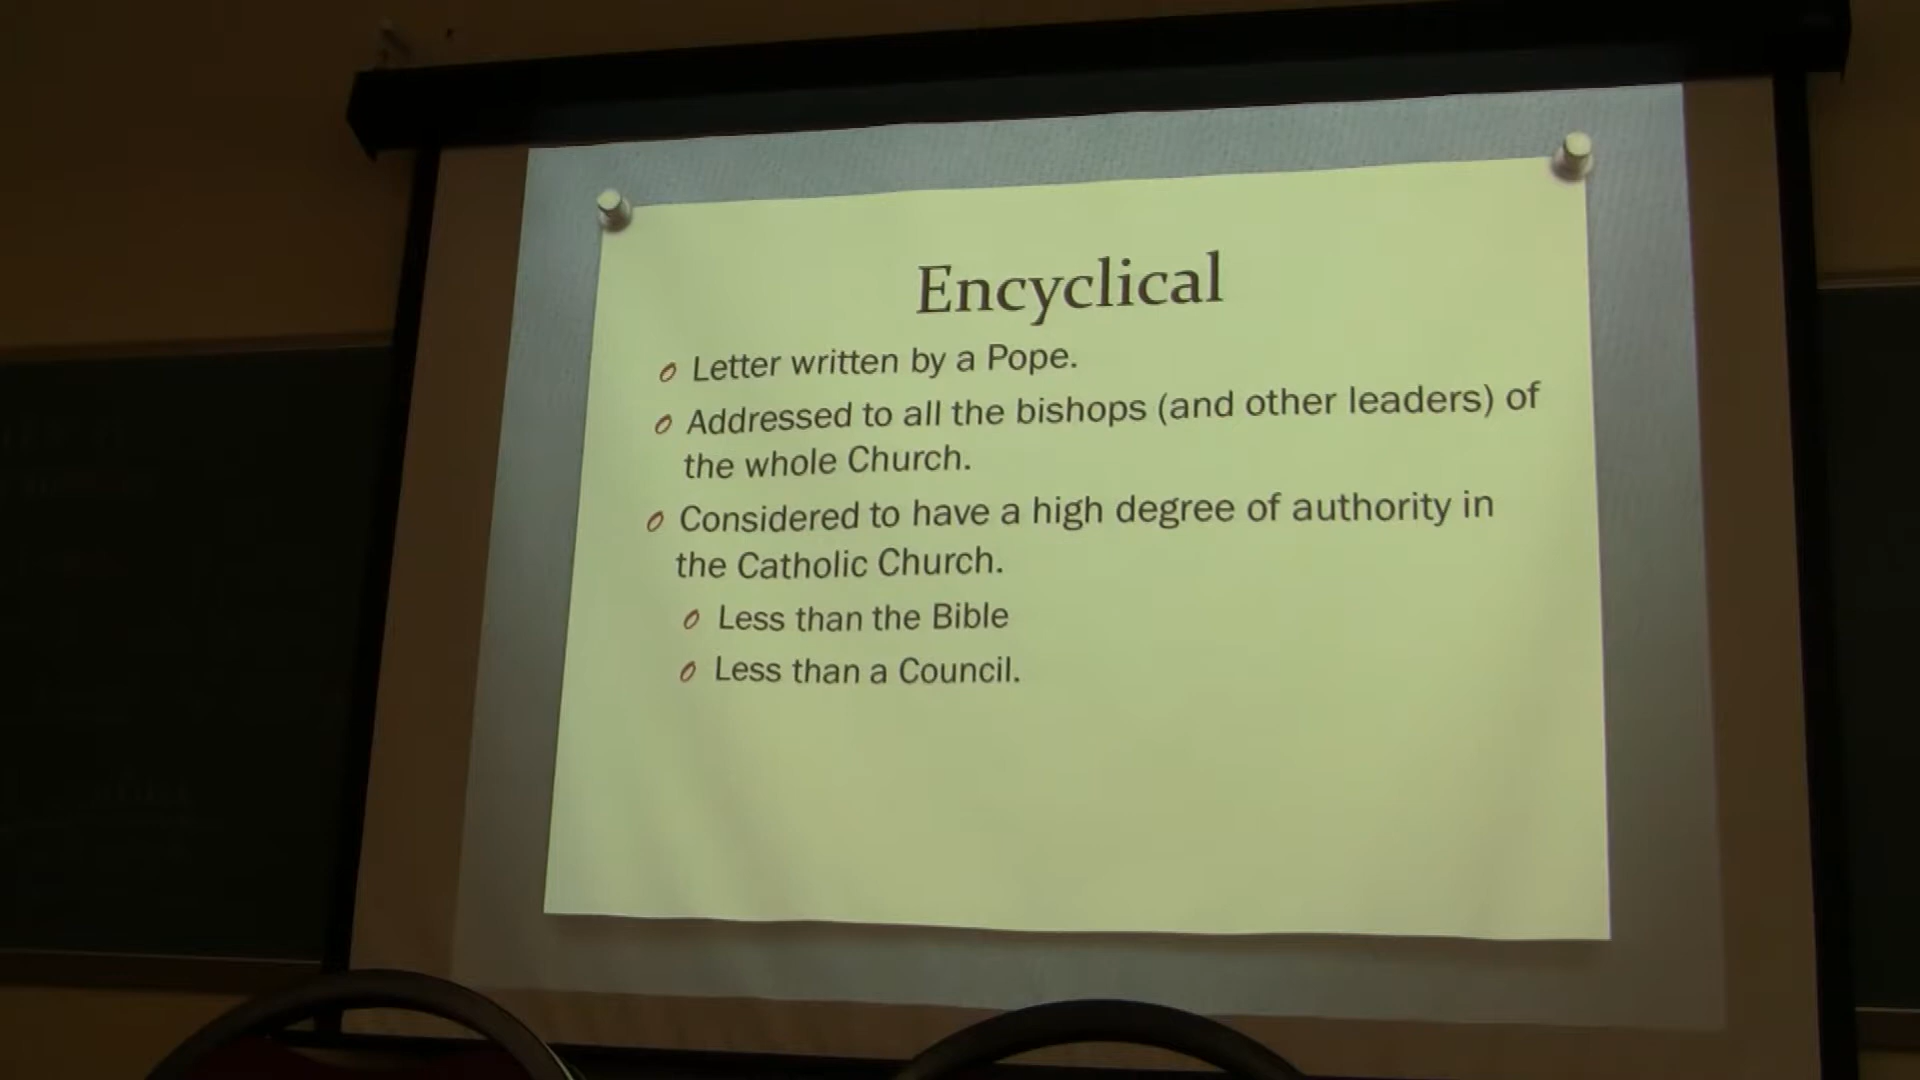 Encyclical
Letter written by a Pope.
Addressed to all the bishops (and other leaders) of
the whole Church.
Considered to have a high degree of authority in
the Catholic Church.
Less than the Bible
Less than a Council.